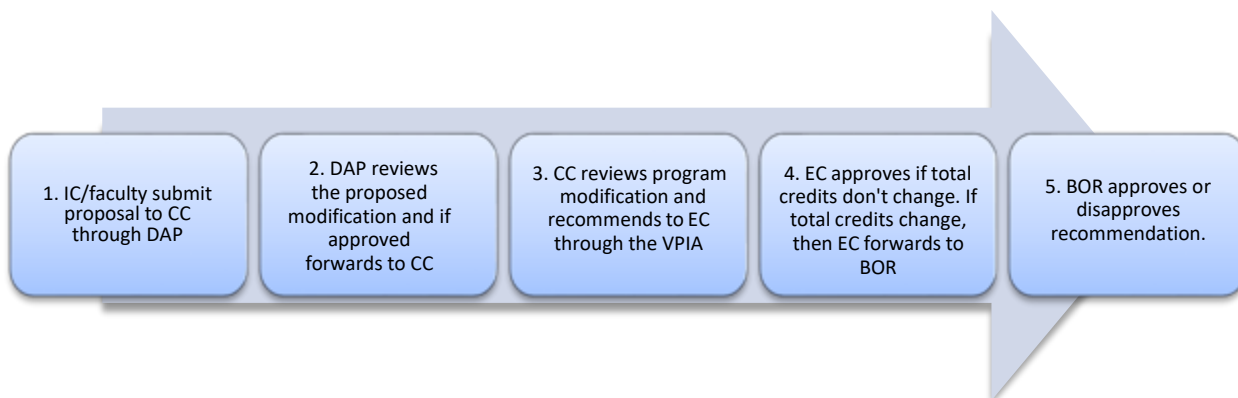 1. IC/faculty submit
proposal to CC
through DAP
2. DAP reviews
the proposed
modification and if
approved
forwards to CC
3. CC reviews program
modification and
recommends to EC
through the VPIA
4. EC approves if total
credits don't change. If
total credits change,
then EC forwards to
BOR
5. BOR approves or
disapproves
recommendation.